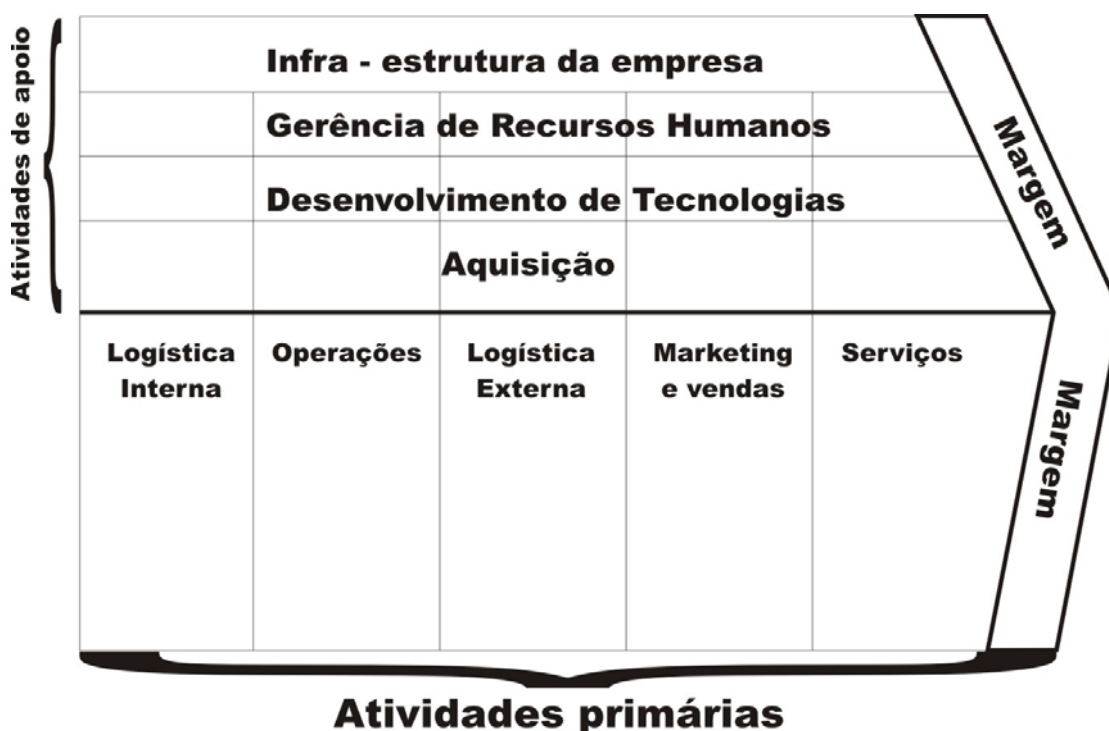 Atividades de apoio
Infra - estrutura da empresa
Gerência de Recursos Humanos
Desenvolvimento de Tecnologias
Aquisição
Margem
Logística
Interna
Operações
Logística
Externa
Marketing
e vendas
Serviços
Margem
Atividades primárias